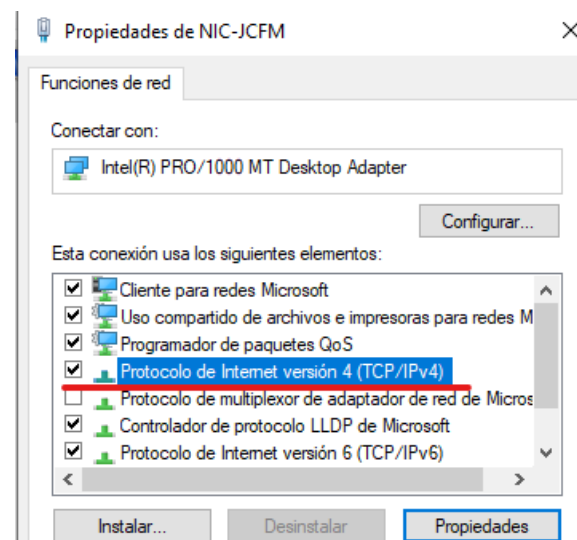 Propiedades de NIC-JCFM
Funciones de red
Conectar con:
Intel(R) PRO/1000 MT Desktop Adapter
Configurar...
Esta conexión usa los siguientes elementos:
Cliente para redes Microsoft
Uso compartido de archivos e impresoras para redes M
Programador de paquetes QoS
Protocolo de Internet versión 4 (TCP/IPv4)
Protocolo de multiplexor de adaptador de red de Micros
Controlador de protocolo LLDP de Microsoft
Protocolo de Internet versión 6 (TCP/IPv6)
Instalar... Desinstalar Propiedades